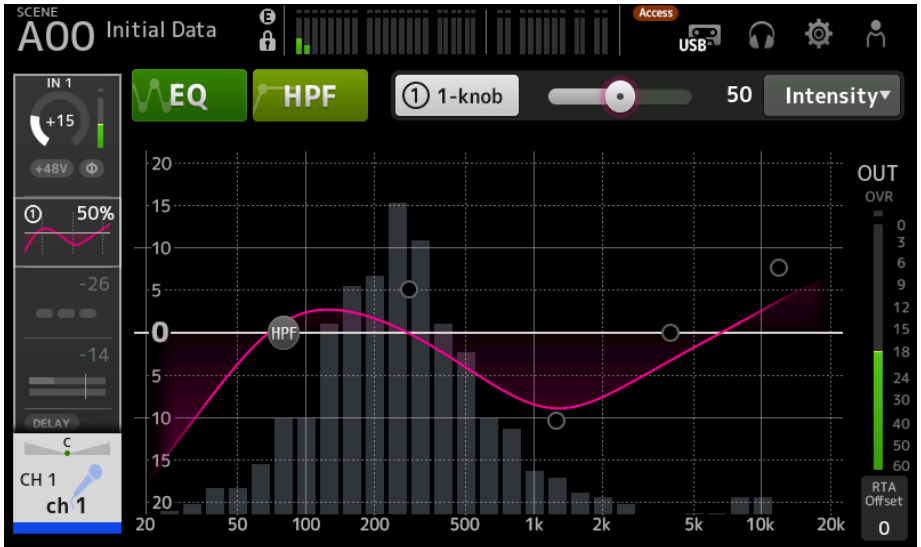 SCENE
A00 Initial Data
E
Access
USB
IN 1
+15
+48V Φ
① 50%
-26
-14
DELAY
C
CH 1
ch 1
EQ
HPF
① 1-knob
50
Intensity▾
20
15
10
5
0
5
10
15
20
HPF
20 50 100 200 500 1k 2k 5k 10k 20k
OUT
OVR
0
3
6
9
12
15
18
24
30
40
50
60
RTA
Offset
0